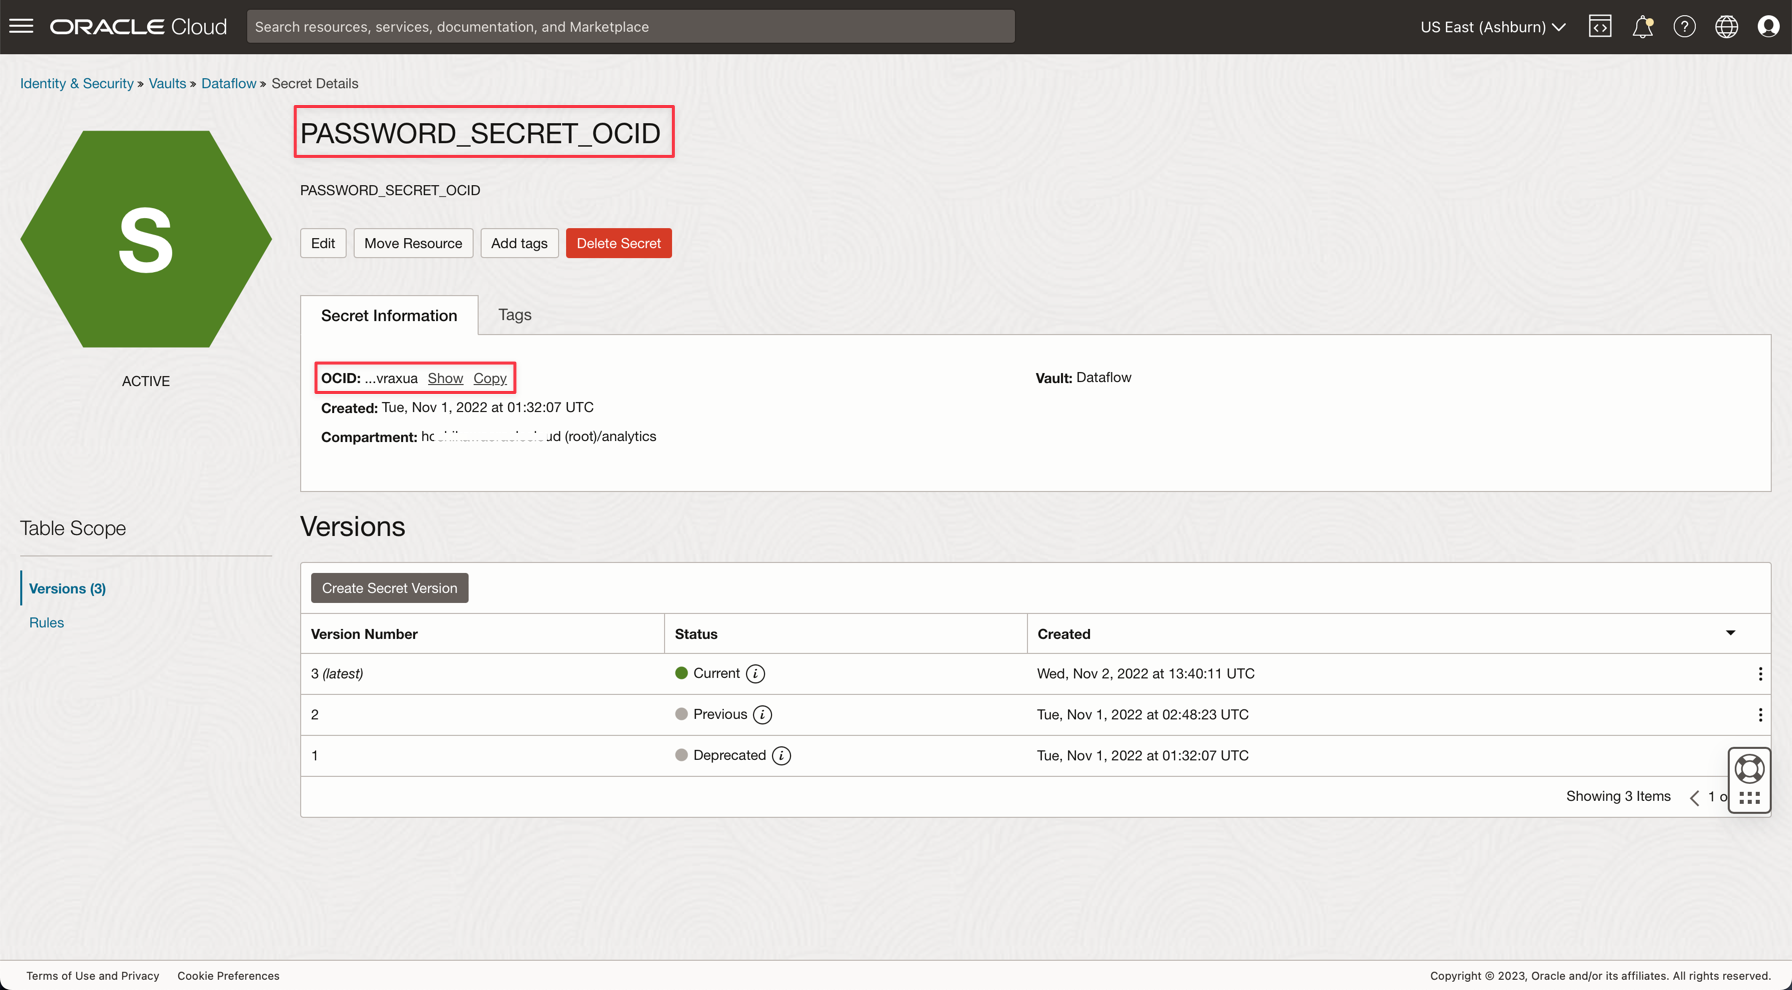 ORACLE Cloud
Search resources, services, documentation, and Marketplace
US East (Ashburn)
Identity & Security » Vaults » Dataflow » Secret Details
PASSWORD_SECRET_OCID
PASSWORD_SECRET_OCID
S
Edit
Move Resource
Add tags
Delete Secret
ACTIVE
Secret Information
Tags
OCID: ...vraxua Show Copy
Vault: Dataflow
Created: Tue, Nov 1, 2022 at 01:32:07 UTC
Compartment: (root)/analytics
Table Scope
Versions (3)
Rules
Versions
Create Secret Version
Version Number Status Created
3 (latest) Current i Wed, Nov 2, 2022 at 13:40:11 UTC
2 Previous i Tue, Nov 1, 2022 at 02:48:23 UTC
1 Deprecated i Tue, Nov 1, 2022 at 01:32:07 UTC
Showing 3 Items 1
Terms of Use and Privacy Cookie Preferences
Copyright © 2023, Oracle and/or its affiliates. All rights reserved.